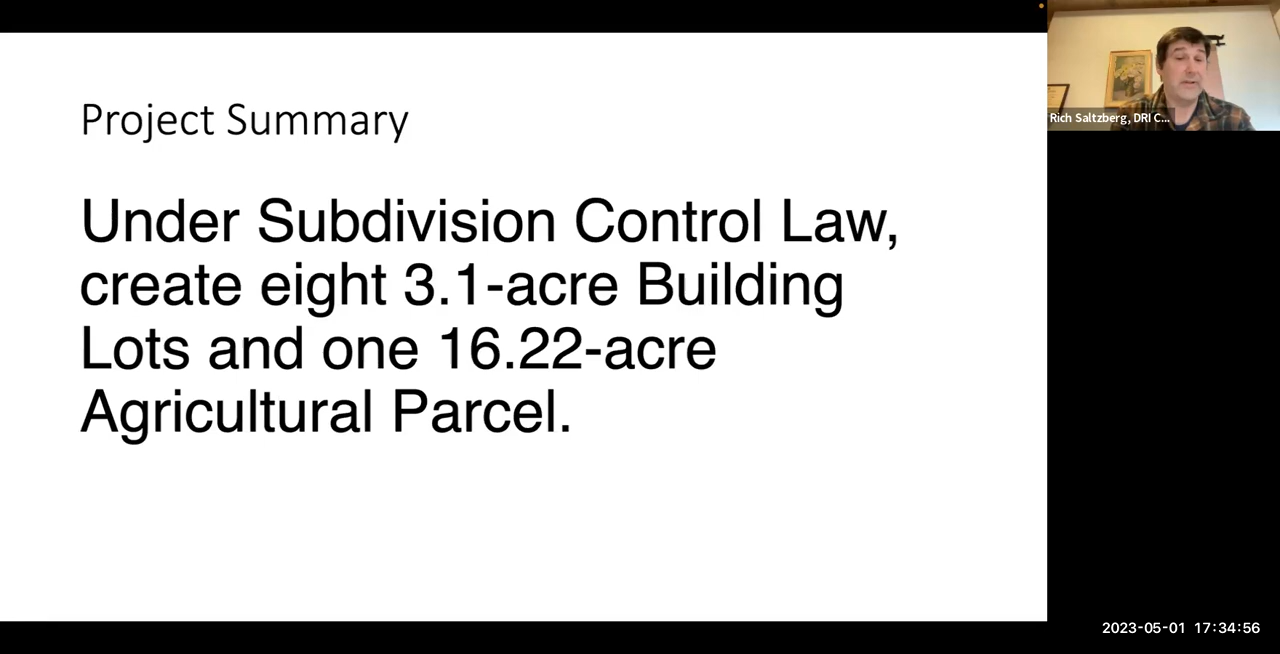 Project Summary
Under Subdivision Control Law,
create eight 3.1-acre Building
Lots and one 16.22-acre
Agricultural Parcel.
Rich Saltzberg, DRI C...
2023-05-01 17:34:56